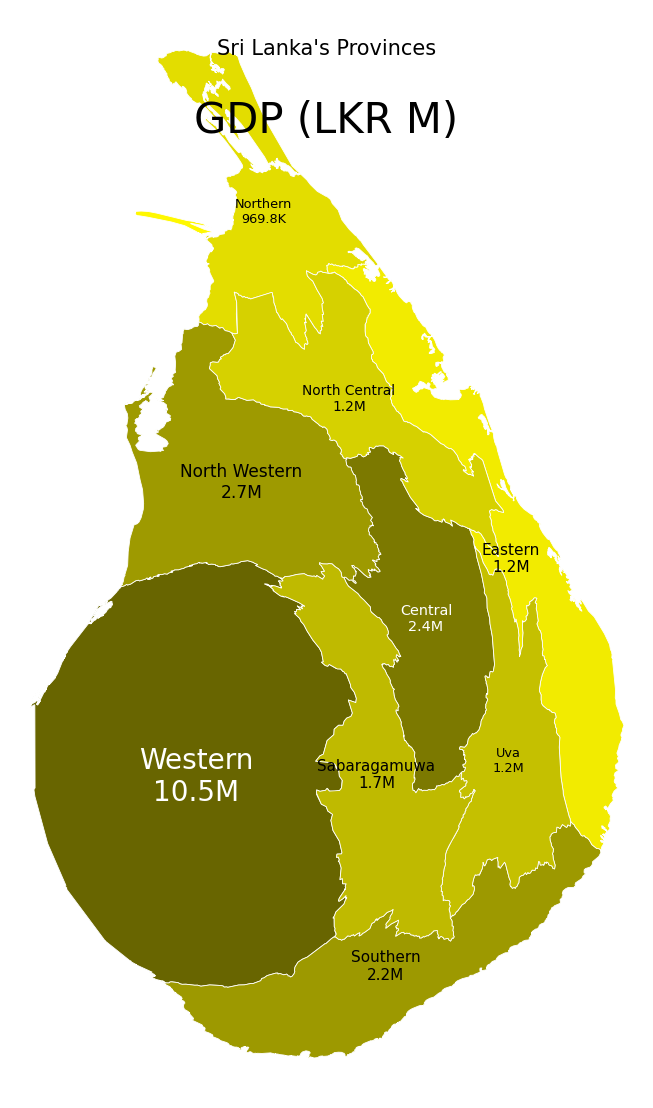 Sri Lanka's Provinces
GDP (LKR M)
Northern
969.8K
North Central
1.2M
North Western
2.7M
Eastern
1.2M
Central
2.4M
Western
10.5M
Sabaragamuwa
1.7M
Uva
1.2M
Southern
2.2M